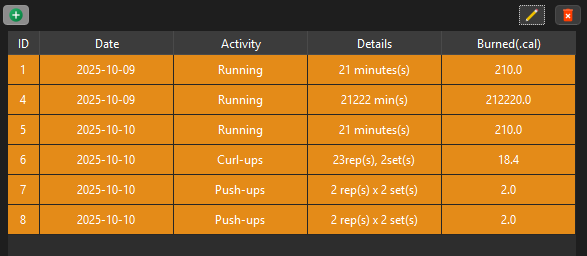 ID Date Activity Details Burned(.cal)
1 2025-10-09 Running 21 minutes(s) 210.0
4 2025-10-09 Running 21222 min(s) 212220.0
5 2025-10-10 Running 21 minutes(s) 210.0
6 2025-10-10 Curl-ups 23rep(s), 2set(s) 18.4
7 2025-10-10 Push-ups 2 rep(s) x 2 set(s) 2.0
8 2025-10-10 Push-ups 2 rep(s) x 2 set(s) 2.0